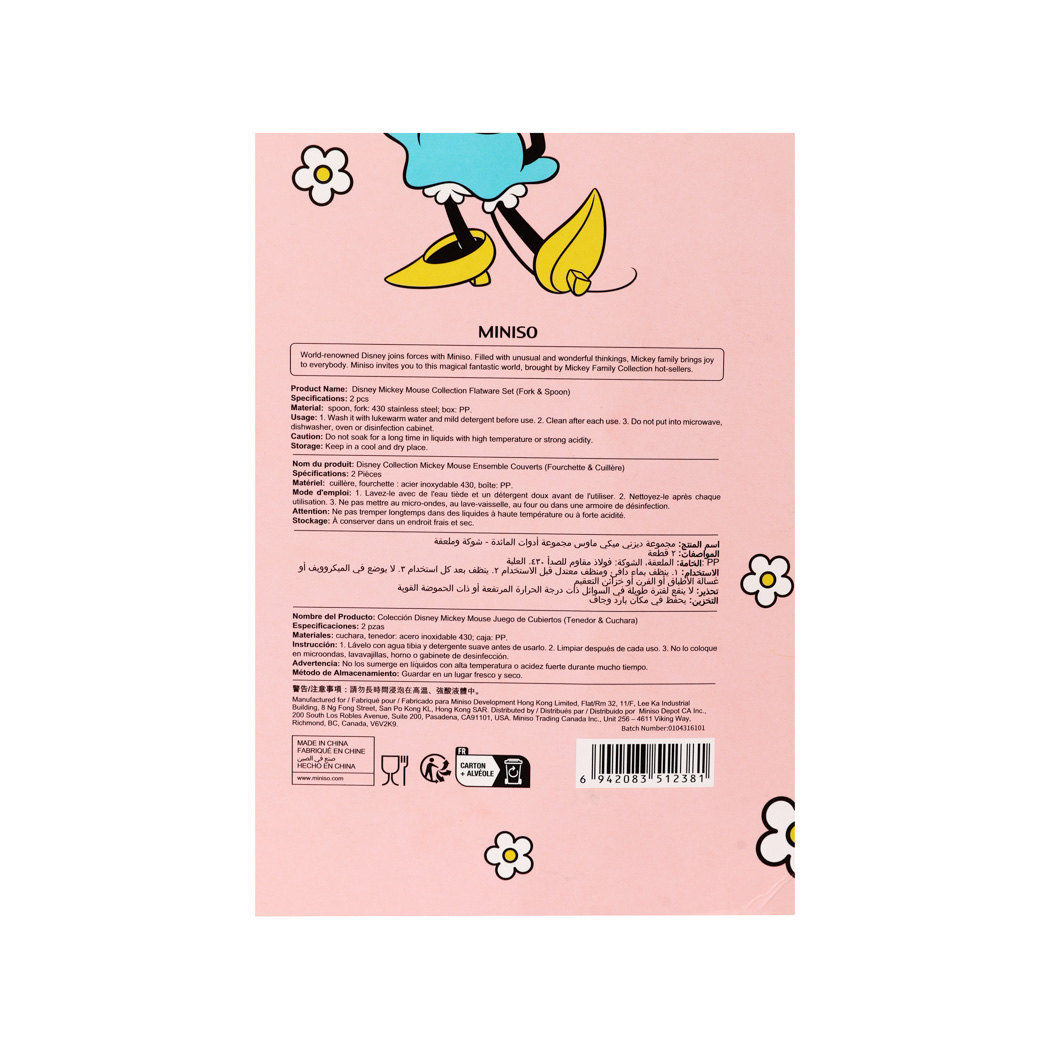 MINISO
World-renowned Disney joins forces with Miniso. Filled with unusual and wonderful thinkings, Mickey family brings joy
to everybody. Miniso invites you to this magical fantastic world, brought by Mickey Family Collection hot-sellers.
Product Name: Disney Mickey Mouse Collection Flatware Set (Fork & Spoon)
Specifications: 2 pcs
Material: spoon, fork: 430 stainless steel; box: PP.
Usage: 1. Wash it with lukewarm water and mild detergent before use. 2. Clean after each use. 3. Do not put into microwave,
dishwasher, oven or disinfection cabinet.
Caution: Do not soak for a long time in liquids with high temperature or strong acidity.
Storage: Keep in a cool and dry place.
Nom du produit: Disney Collection Mickey Mouse Ensemble Couverts (Fourchette & Cuillère)
Spécifications: 2 Pièces
Matériel: cuillère, fourchette : acier inoxydable 430, boîte: PP.
Mode d'emploi: 1. Lavez-le avec de l'eau tiède et un détergent doux avant de l'utiliser. 2. Nettoyez-le après chaque
utilisation. 3. Ne pas mettre au micro-ondes, au lave-vaisselle, au four ou dans une armoire de désinfection.
Attention: Ne pas tremper longtemps dans des liquides à haute température ou à forte acidité.
Stockage: À conserver dans un endroit frais et sec.
اسم المنتج: مجموعة ديزني ميكي ماوس مجموعة أدوات المائدة - شوكة وملعقة
المواصفات: ٢ قطعة
PP :الخامة: الملعقة، الشوكة: فولاذ مقاوم للصدأ ٤٣٠. العلبة
الاستخدام: ١. ينظف بماء دافئ ومنظف معتدل قبل الاستخدام ٢. ينظف بعد كل استخدام ٣. لا يوضع في الميكروويف أو
غسالة الأطباق أو الفرن أو خزائن التعقيم
تحذير: لا ينقع لفترة طويلة في السوائل ذات درجة الحرارة المرتفعة أو ذات الحموضة القوية
التخزين: يحفظ في مكان بارد وجاف
Nombre del Producto: Colección Disney Mickey Mouse Juego de Cubiertos (Tenedor & Cuchara)
Especificaciones: 2 pzas
Materiales: cuchara, tenedor: acero inoxidable 430; caja: PP.
Instrucción: 1. Lávelo con agua tibia y detergente suave antes de usarlo. 2. Limpiar después de cada uso. 3. No lo coloque
en microondas, lavavajillas, horno o gabinete de desinfección.
Advertencia: No los sumerge en líquidos con alta temperatura o acidez fuerte durante mucho tiempo.
Método de Almacenamiento: Guardar en un lugar fresco y seco.
警告/注意事項：請勿長時間浸泡在高溫、強酸液體中。
Manufactured for / Fabriqué pour / Fabricado para Miniso Development Hong Kong Limited, Flat/Rm 32, 11/F, Lee Ka Industrial
Building, 8 Ng Fong Street, San Po Kong KL, Hong Kong SAR. Distributed by / Distribués par / Distribuido por Miniso Depot CA Inc.,
200 South Los Robles Avenue, Suite 200, Pasadena, CA91101, USA. Miniso Trading Canada Inc., Unit 256 – 4611 Viking Way,
Richmond, BC, Canada, V6V2K9.
Batch Number:0104316101
MADE IN CHINA
FABRIQUÉ EN CHINE
صنع في الصين
HECHO EN CHINA
www.miniso.com
FR
CARTON
+ ALVÉOLE
6 942083 512381